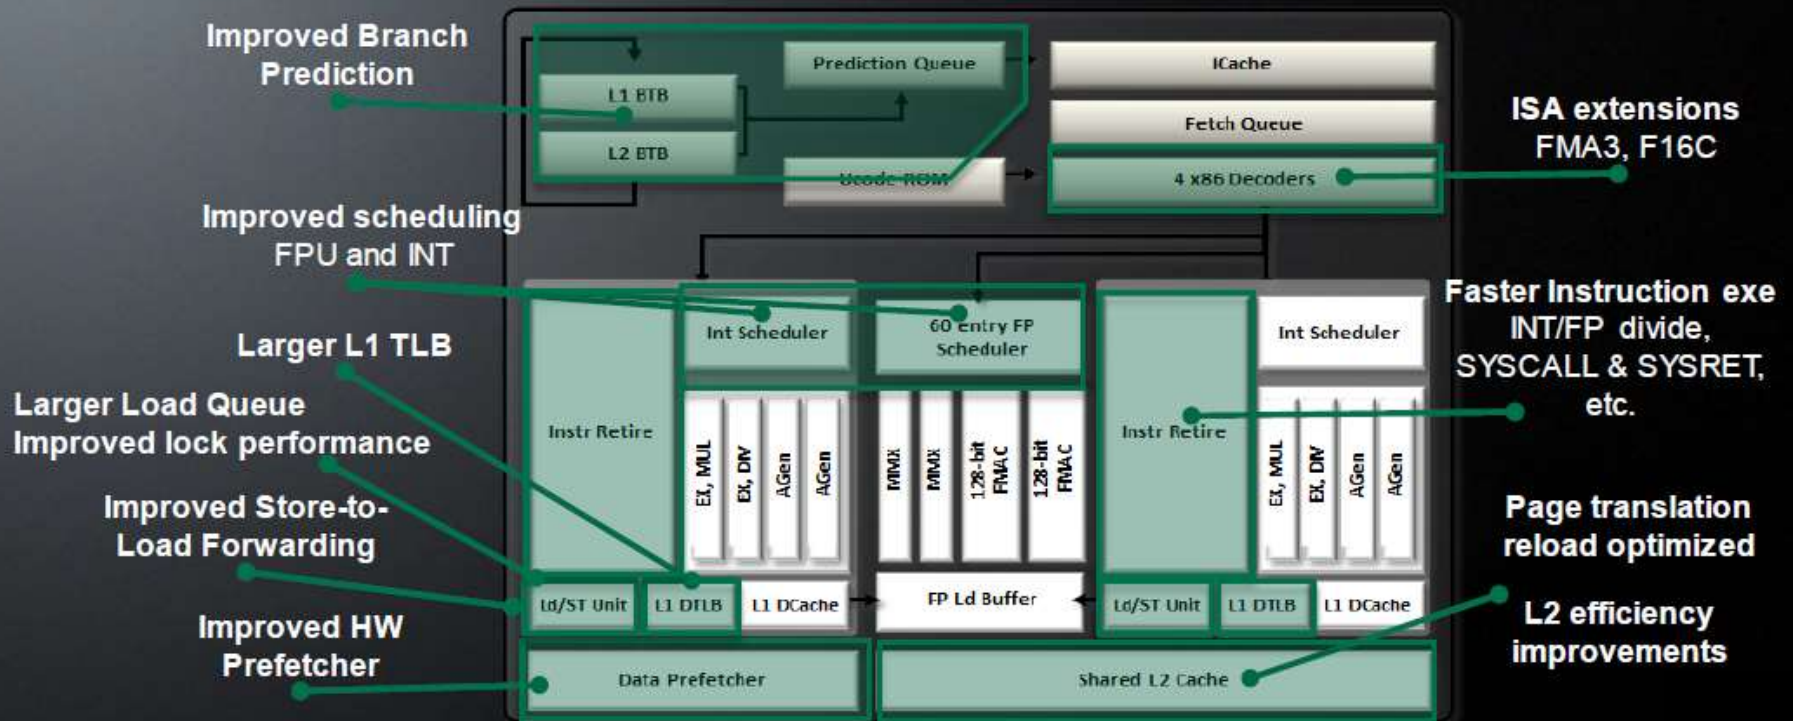 Improved Branch
Prediction
Prediction Queue
ICache
L1 BTB
Fetch Queue
L2 BTB
Ucode ROM
4 x86 Decoders
ISA extensions
FMA3, F16C
Improved scheduling
FPU and INT
Larger L1 TLB
Larger Load Queue
Improved lock performance
Improved Store-to-
Load Forwarding
Improved HW
Prefetcher
Instr Retire
Int Scheduler
60 entry FP
Scheduler
Instr Retire
Int Scheduler
EX, MUL
EX, DIV
AGen
AGen
MMX
MMX
128-bit
FMAC
128-bit
FMAC
EX, MUL
EX, DIV
AGen
AGen
Ld/ST Unit
L1 DTLB
L1 DCache
FP Ld Buffer
Ld/ST Unit
L1 DTLB
L1 DCache
Data Prefetcher
Shared L2 Cache
Faster Instruction exe
INT/FP divide,
SYSCALL & SYSRET,
etc.
Page translation
reload optimized
L2 efficiency
improvements